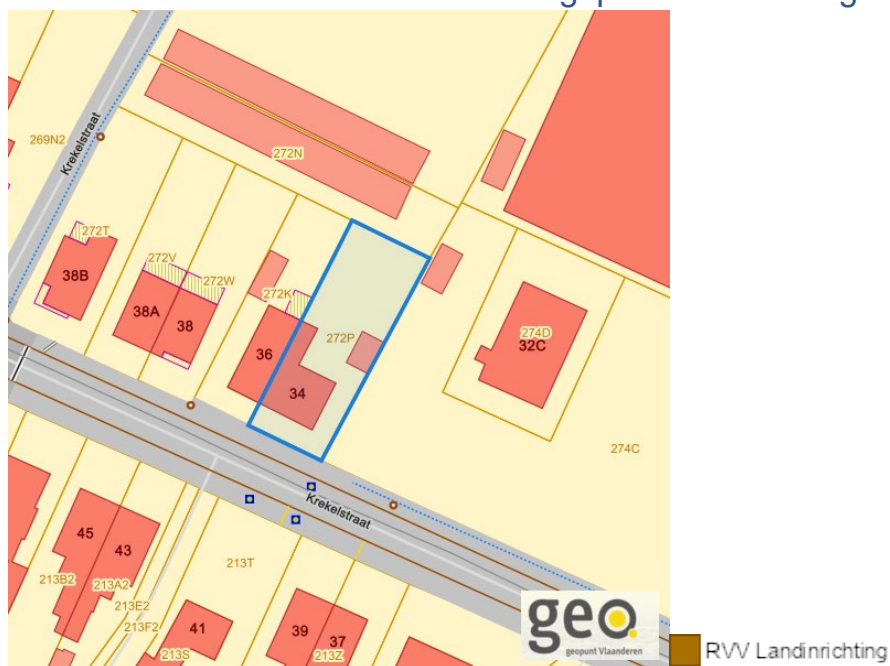 Krekelstraat
269N2
272N
272T
38B
272V
272W
38A
38
272K
36
34
272P
274D
32C
274C
Krekelstraat
45
43
213B2
213A2
213E2
213F2
213T
41
213S
39
37
213Z
geo.
geopunt Vlaanderen
RVV Landinrichting